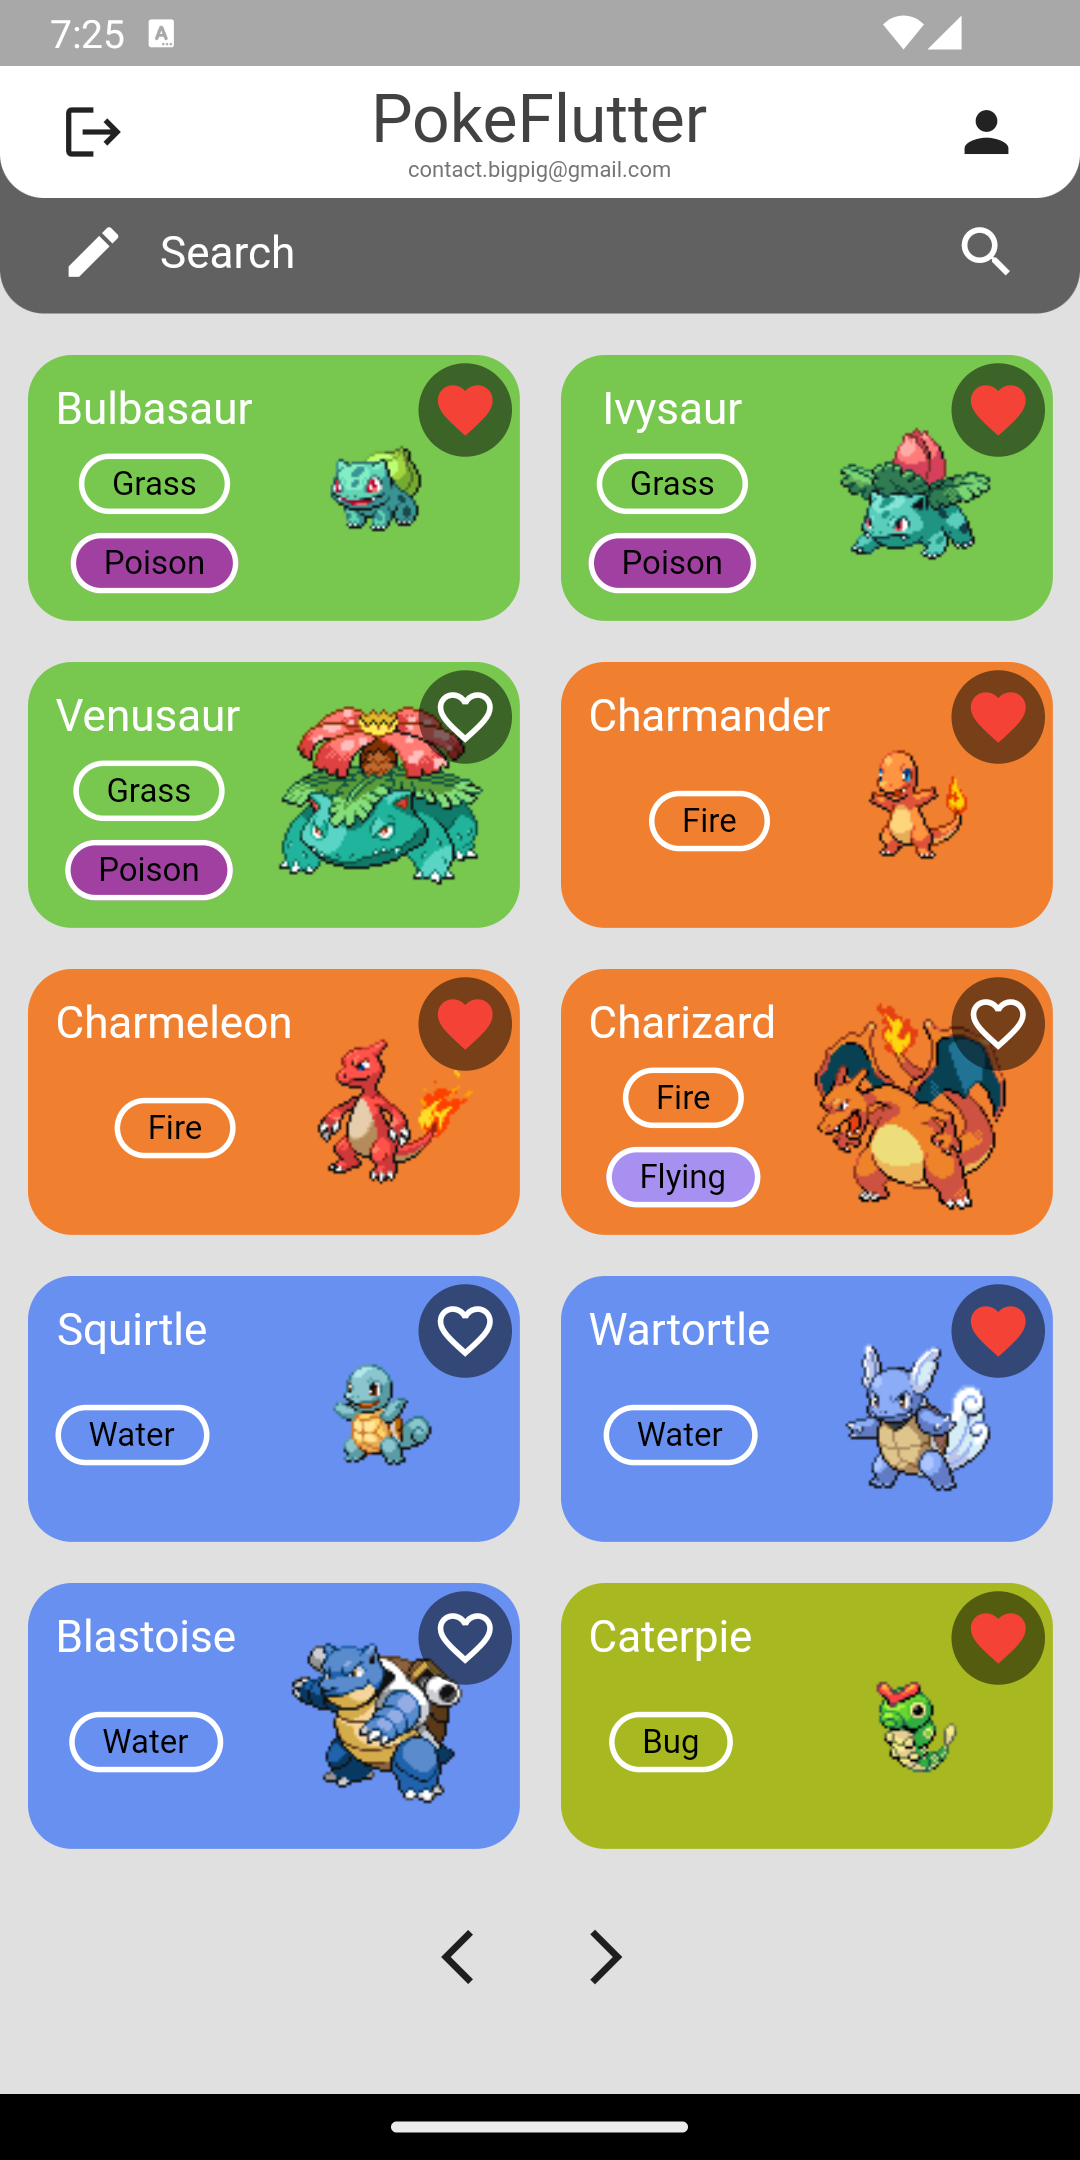 7:25
PokeFlutter
contact.bigpig@gmail.com
Search
Bulbasaur
Grass
Poison
Ivysaur
Grass
Poison
Venusaur
Grass
Poison
Charmander
Fire
Charmeleon
Fire
Charizard
Fire
Flying
Squirtle
Water
Wartortle
Water
Blastoise
Water
Caterpie
Bug